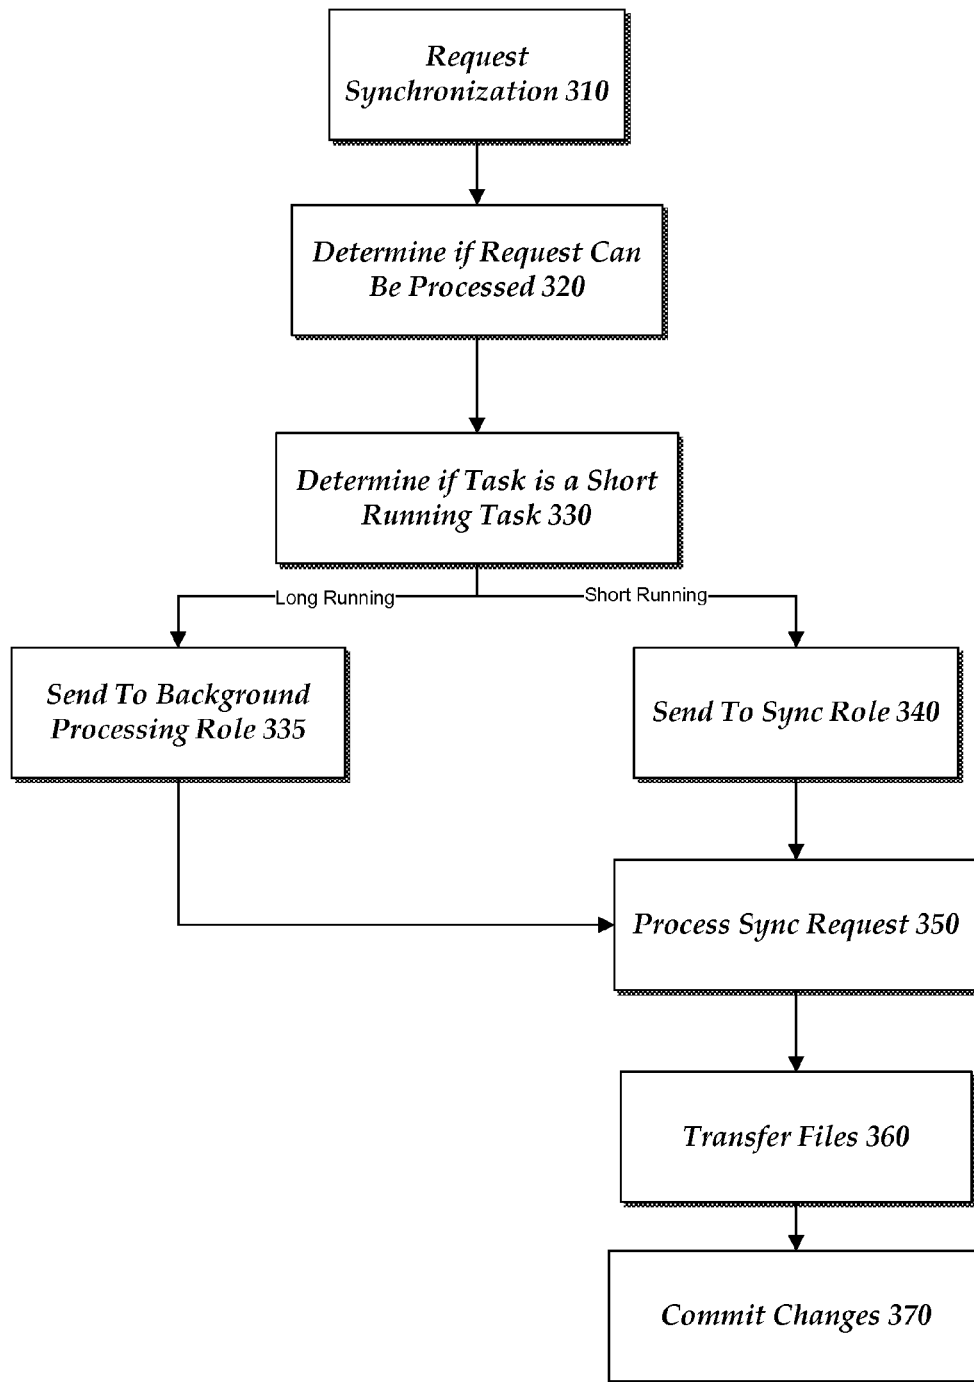 Request
Synchronization 310
Determine if Request Can
Be Processed 320
Determine if Task is a Short
Running Task 330
Long Running
Short Running
Send To Background
Processing Role 335
Send To Sync Role 340
Process Sync Request 350
Transfer Files 360
Commit Changes 370